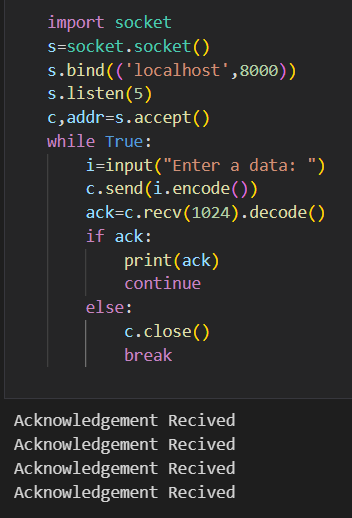 import socket
s=socket.socket()
s.bind(('localhost',8000))
s.listen(5)
c,addr=s.accept()
while True:
    i=input("Enter a data: ")
    c.send(i.encode())
    ack=c.recv(1024).decode()
    if ack:
        print(ack)
        continue
    else:
        c.close()
        break
Acknowledgement Recived
Acknowledgement Recived
Acknowledgement Recived
Acknowledgement Recived